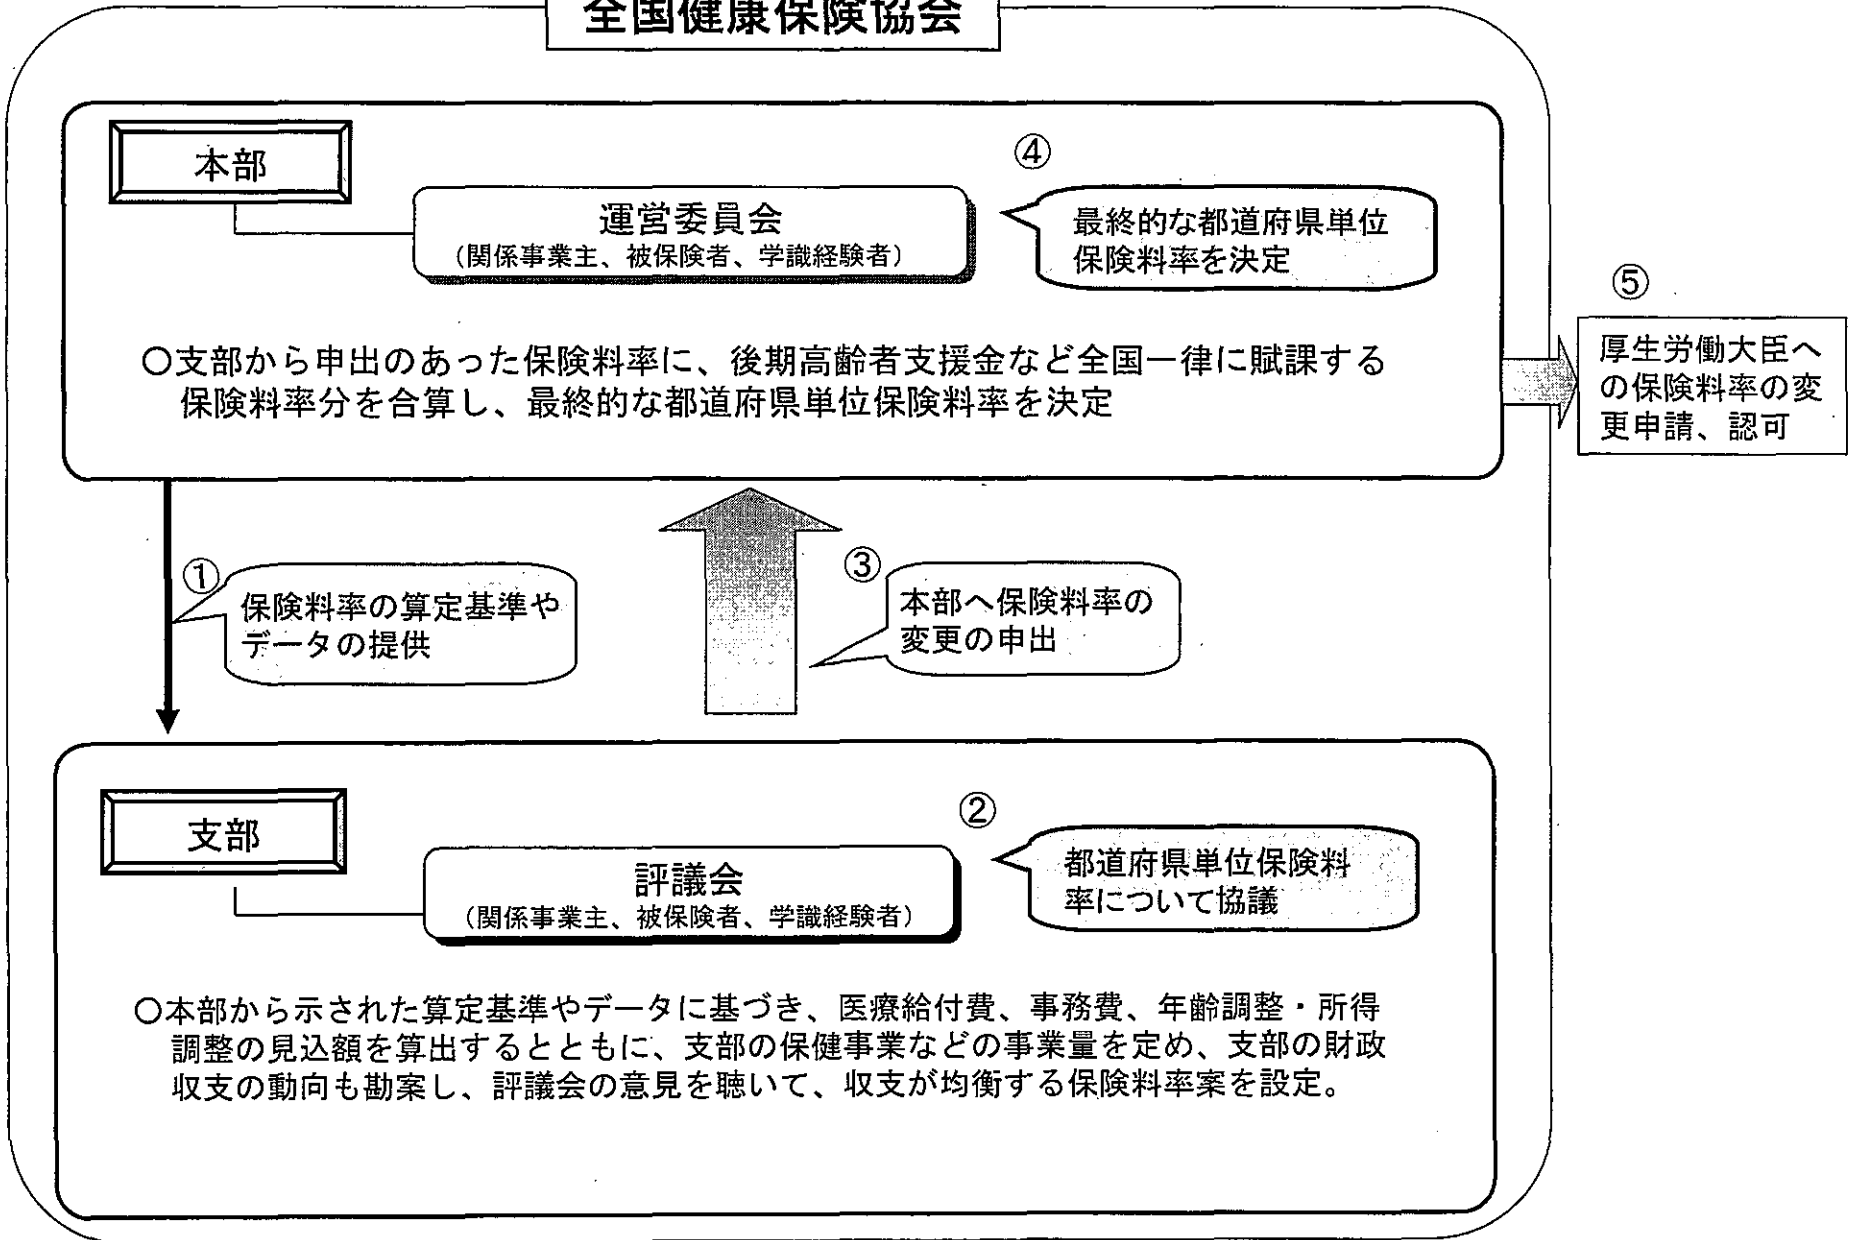 全国健康保険協会
本部
④
運営委員会
(関係事業主、被保険者、学識経験者)
最終的な都道府県単位
保険料率を決定
⑤
厚生労働大臣へ
の保険料率の変
更申請、認可
〇支部から申出のあった保険料率に、後期高齢者支援金など全国一律に賦課する
保険料率分を合算し、最終的な都道府県単位保険料率を決定
①
保険料率の算定基準や
データの提供
③
本部へ保険料率の
変更の申出
支部
②
評議会
(関係事業主、被保険者、学識経験者)
都道府県単位保険料
率について協議
〇本部から示された算定基準やデータに基づき、医療給付費、事務費、年齢調整・所得
調整の見込額を算出するとともに、支部の保健事業などの事業量を定め、支部の財政
収支の動向も勘案し、評議会の意見を聴いて、収支が均衡する保険料率案を設定。